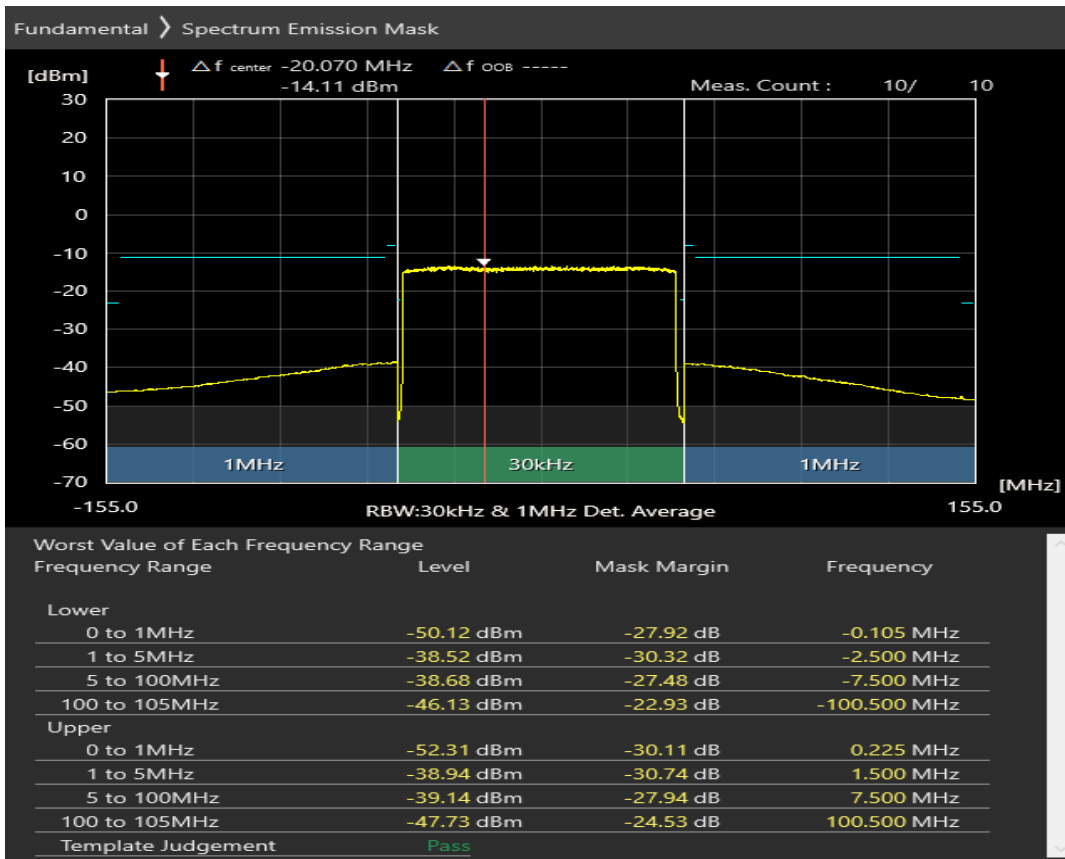 Fundamental ❯ Spectrum Emission Mask
[dBm]
Δf center -20.070 MHz Δf OOB -----
-14.11 dBm
Meas. Count : 10/ 10
30
20
10
0
-10
-20
-30
-40
-50
-60
-70
1MHz 30kHz 1MHz
[MHz]
-155.0 RBW:30kHz & 1MHz Det. Average 155.0
Worst Value of Each Frequency Range
Frequency Range Level Mask Margin Frequency
Lower
0 to 1MHz -50.12 dBm -27.92 dB -0.105 MHz
1 to 5MHz -38.52 dBm -30.32 dB -2.500 MHz
5 to 100MHz -38.68 dBm -27.48 dB -7.500 MHz
100 to 105MHz -46.13 dBm -22.93 dB -100.500 MHz
Upper
0 to 1MHz -52.31 dBm -30.11 dB 0.225 MHz
1 to 5MHz -38.94 dBm -30.74 dB 1.500 MHz
5 to 100MHz -39.14 dBm -27.94 dB 7.500 MHz
100 to 105MHz -47.73 dBm -24.53 dB 100.500 MHz
Template Judgement Pass